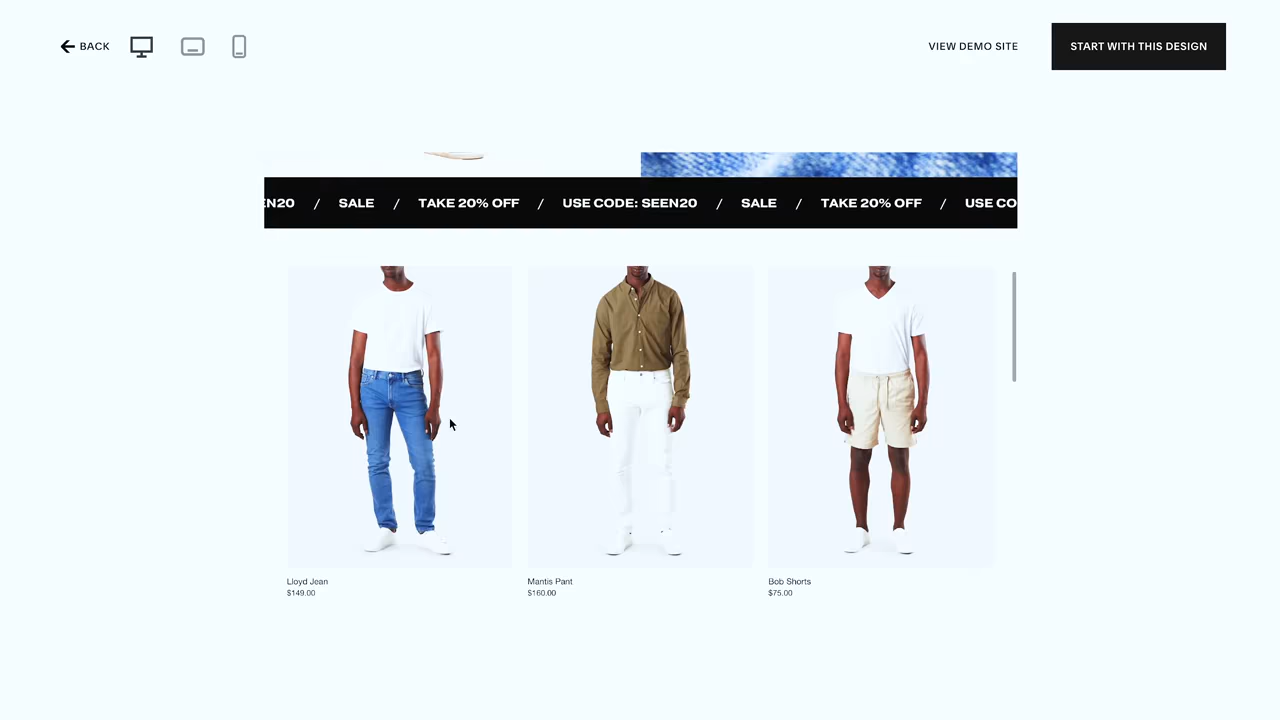 BACK
VIEW DEMO SITE
START WITH THIS DESIGN
EN20 / SALE / TAKE 20% OFF / USE CODE: SEEN20 / SALE / TAKE 20% OFF / USE CO
Lloyd Jean
$149.00
Mantis Pant
$160.00
Bob Shorts
$75.00